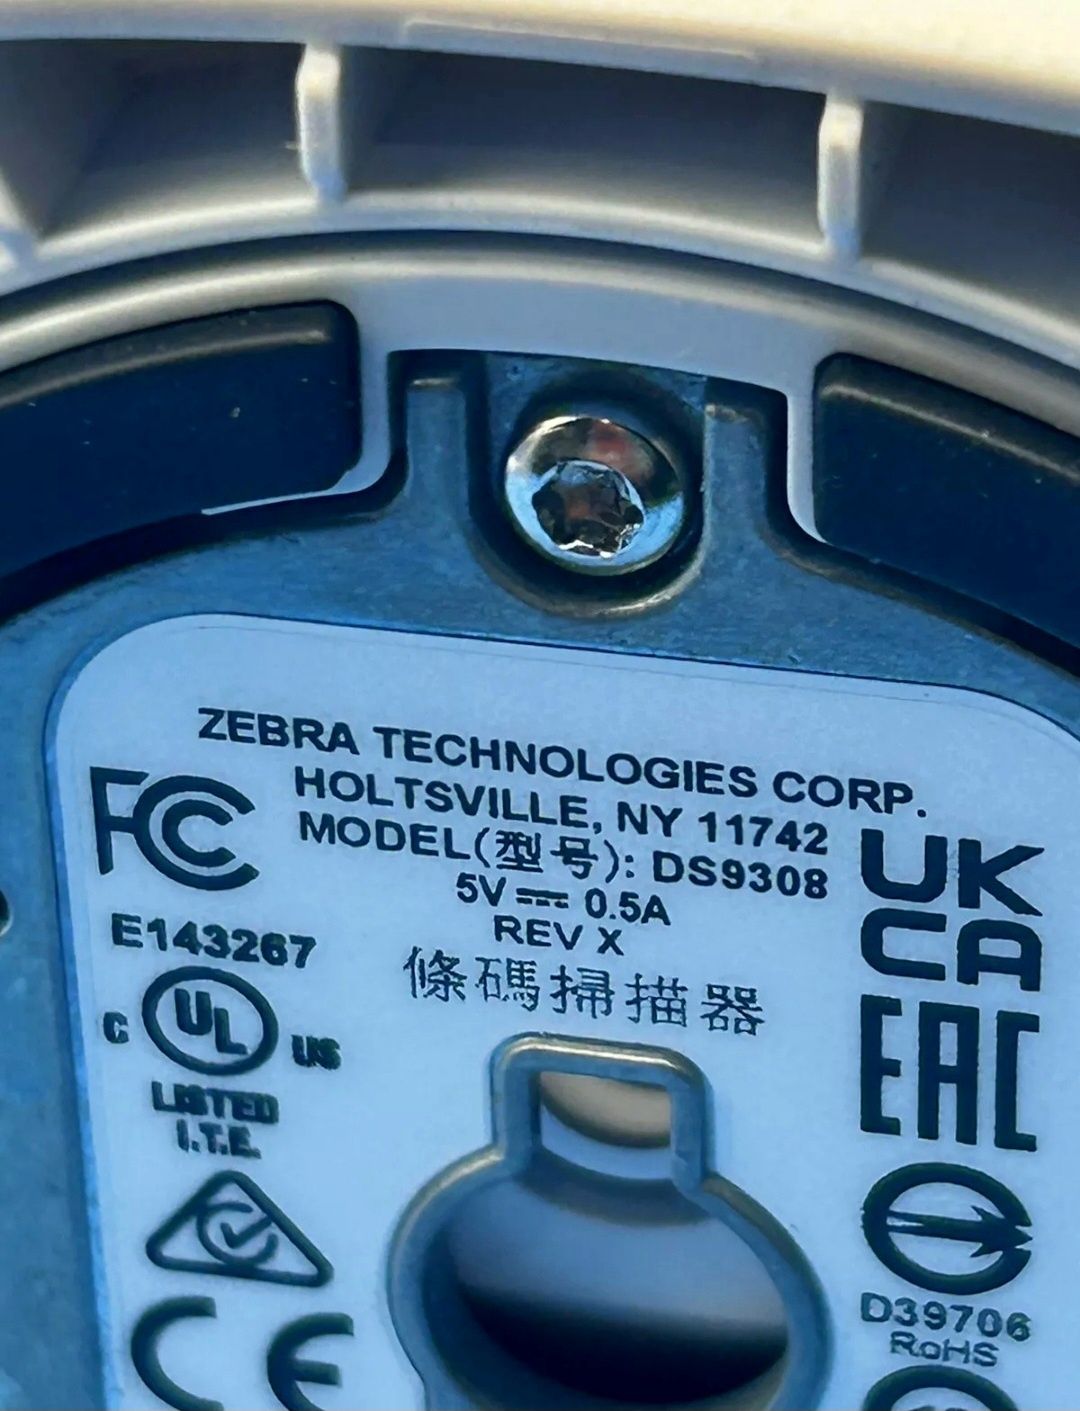 ZEBRA TECHNOLOGIES CORP.
HOLTSVILLE, NY 11742
MODEL(型号): DS9308
5V⎓ 0.5A
REV X
條碼掃描器
FC
E143267
C UL US
LISTED
I.T.E.
CE
UK
CA
EAC
D39706
RoHS